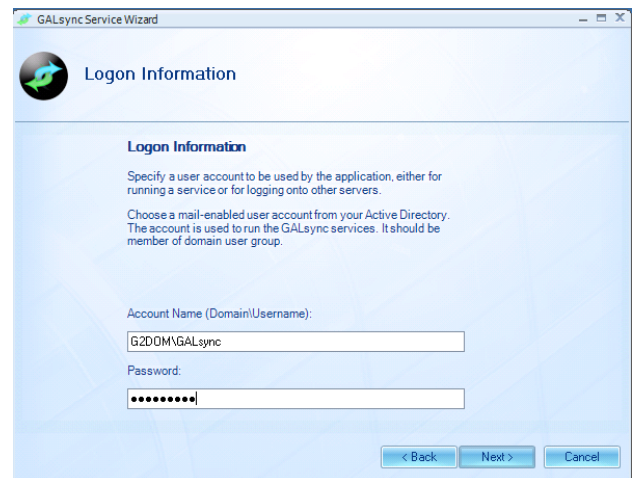 GALsync Service Wizard
Logon Information
Logon Information
Specify a user account to be used by the application, either for
running a service or for logging onto other servers.
Choose a mail-enabled user account from your Active Directory.
The account is used to run the GALsync services. It should be
member of domain user group.
Account Name (Domain\Username):
G2DOM\GALsync
Password:
●●●●●●●●●
< Back Next > Cancel